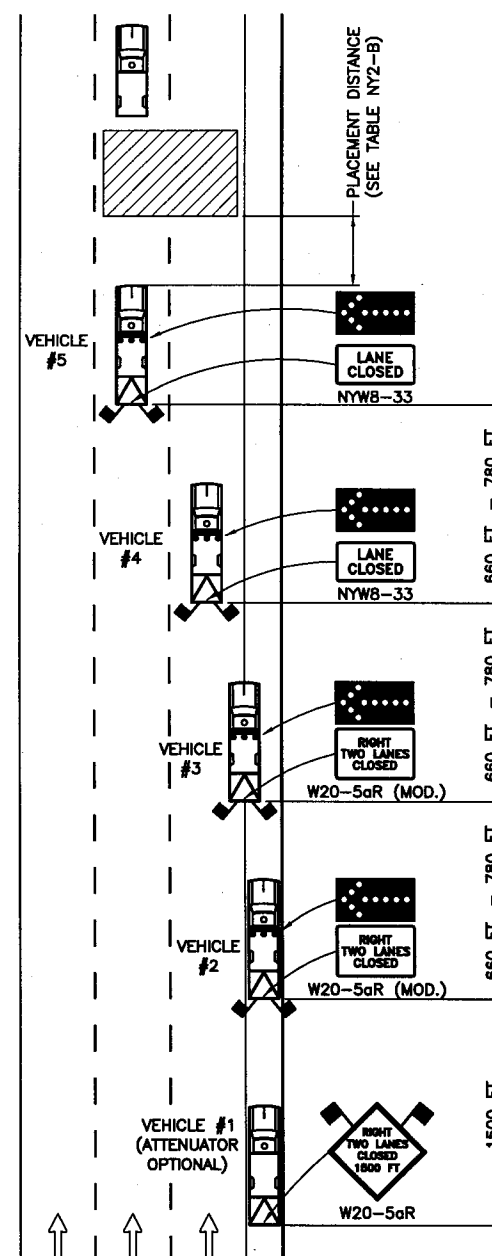 PLACEMENT DISTANCE
(SEE TABLE NY2-B)
VEHICLE
#5
LANE
CLOSED
NYW8-33
660 FT - 780 FT
VEHICLE
#4
LANE
CLOSED
NYW8-33
660 FT - 780 FT
VEHICLE
#3
RIGHT
TWO LANES
CLOSED
W20-5aR (MOD.)
660 FT - 780 FT
VEHICLE
#2
RIGHT
TWO LANES
CLOSED
W20-5aR (MOD.)
1500 FT
VEHICLE #1
(ATTENUATOR
OPTIONAL)
RIGHT
TWO LANES
CLOSED
1500 FT
W20-5aR